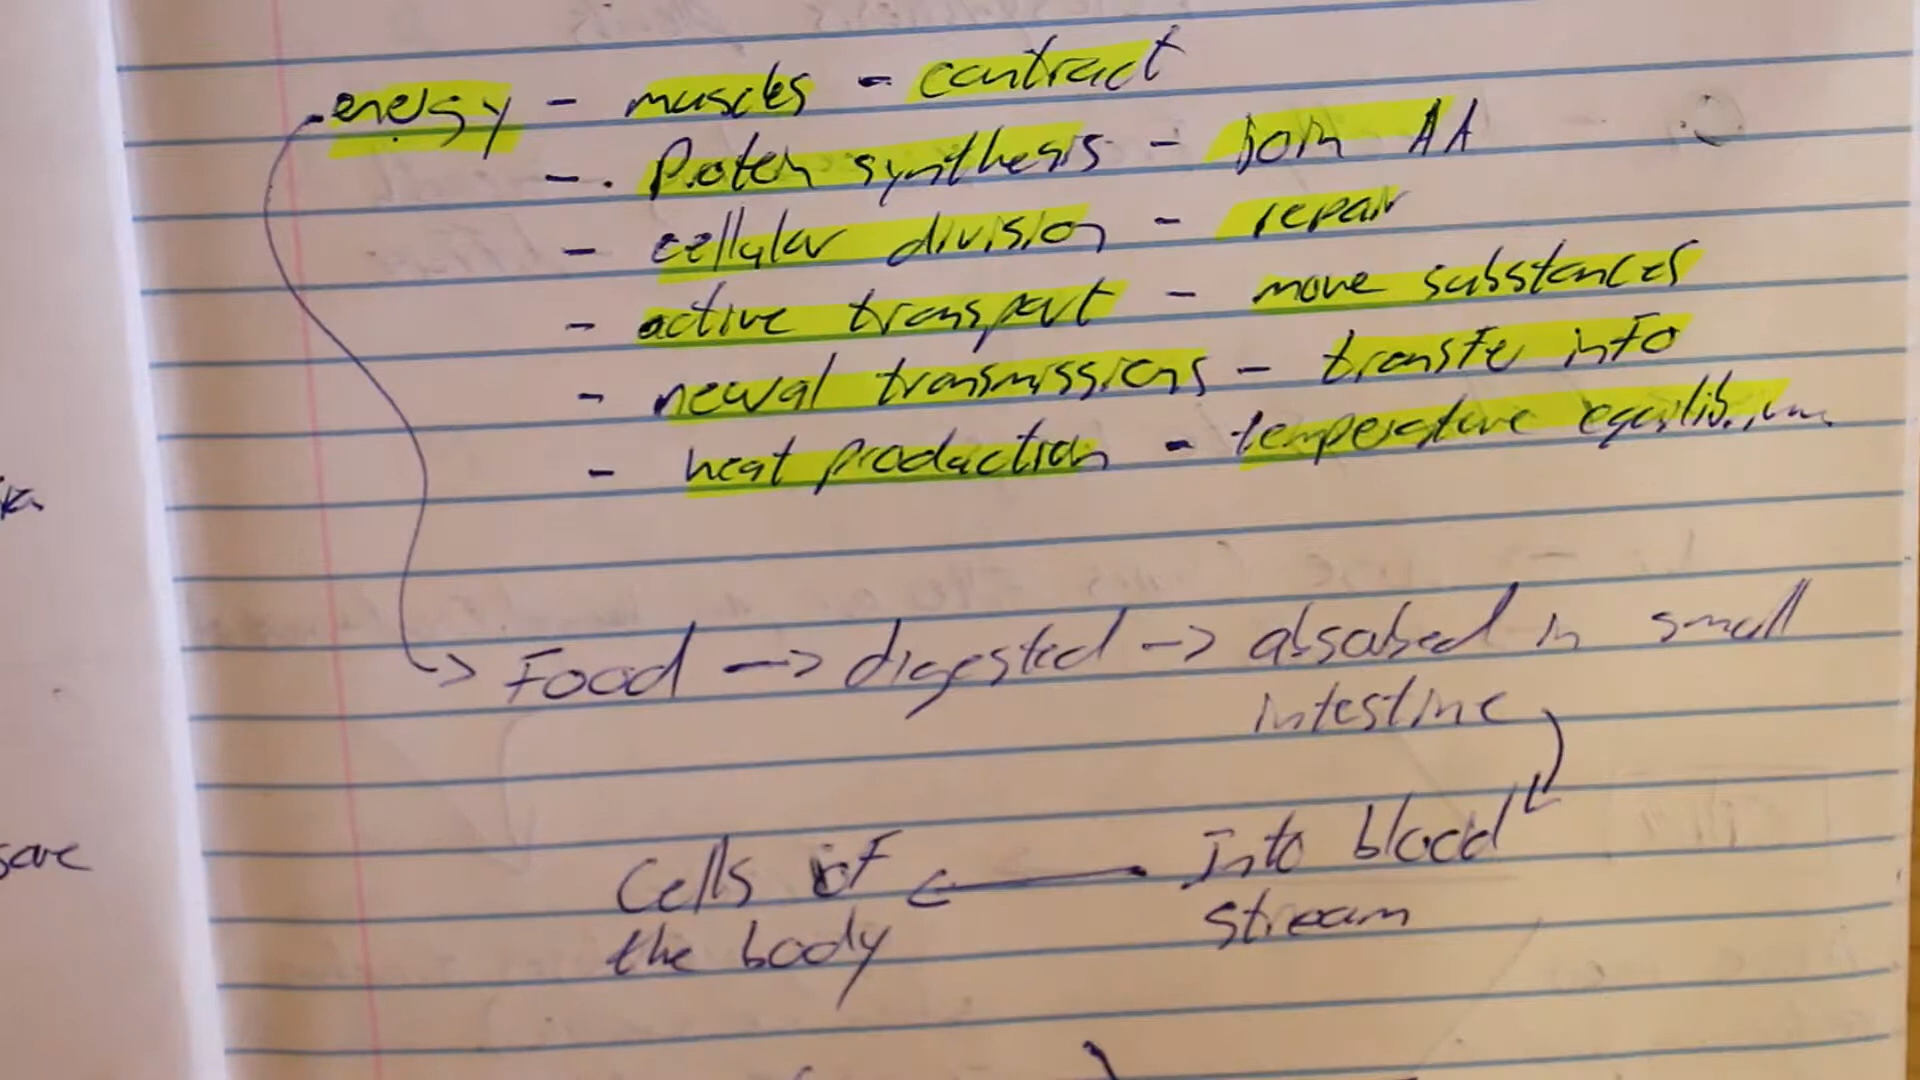 energy - muscles - contract
- . Protein synthesis - join AA
- cellular division - repair
- active transport - move substances
- neural transmissions - transfer info
- heat production - temperature equilibrium
-> Food -> digested -> absorbed in small
intestine
Into blood
stream
Cells of
the body